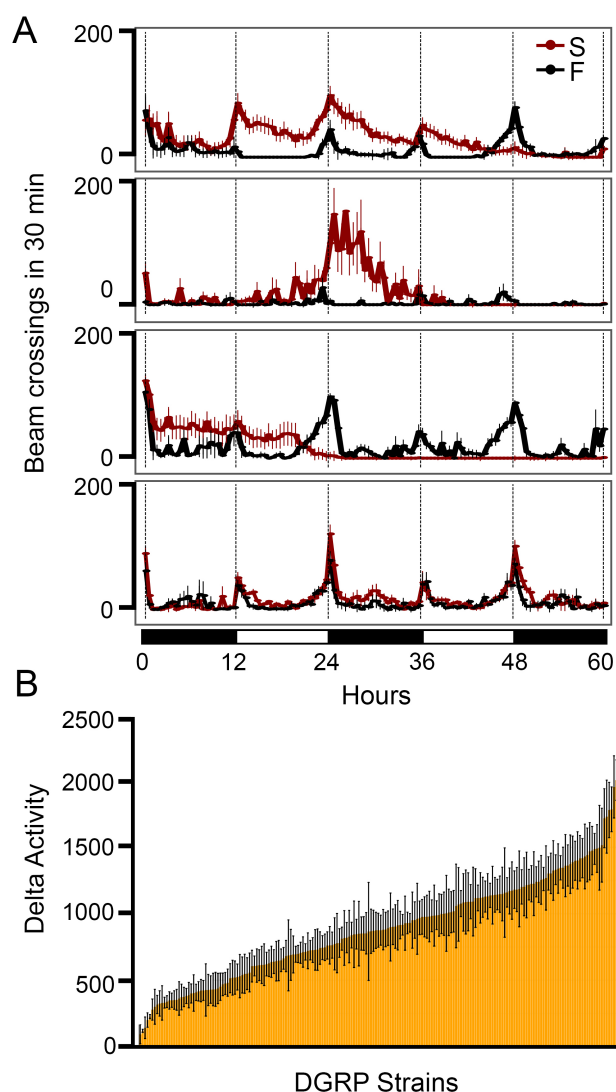 A
200
S
F
0
200
0
200
0
200
0
Beam crossings in 30 min
0 12 24 36 48 60
Hours
B
2500
2000
1500
1000
500
0
Delta Activity
DGRP Strains